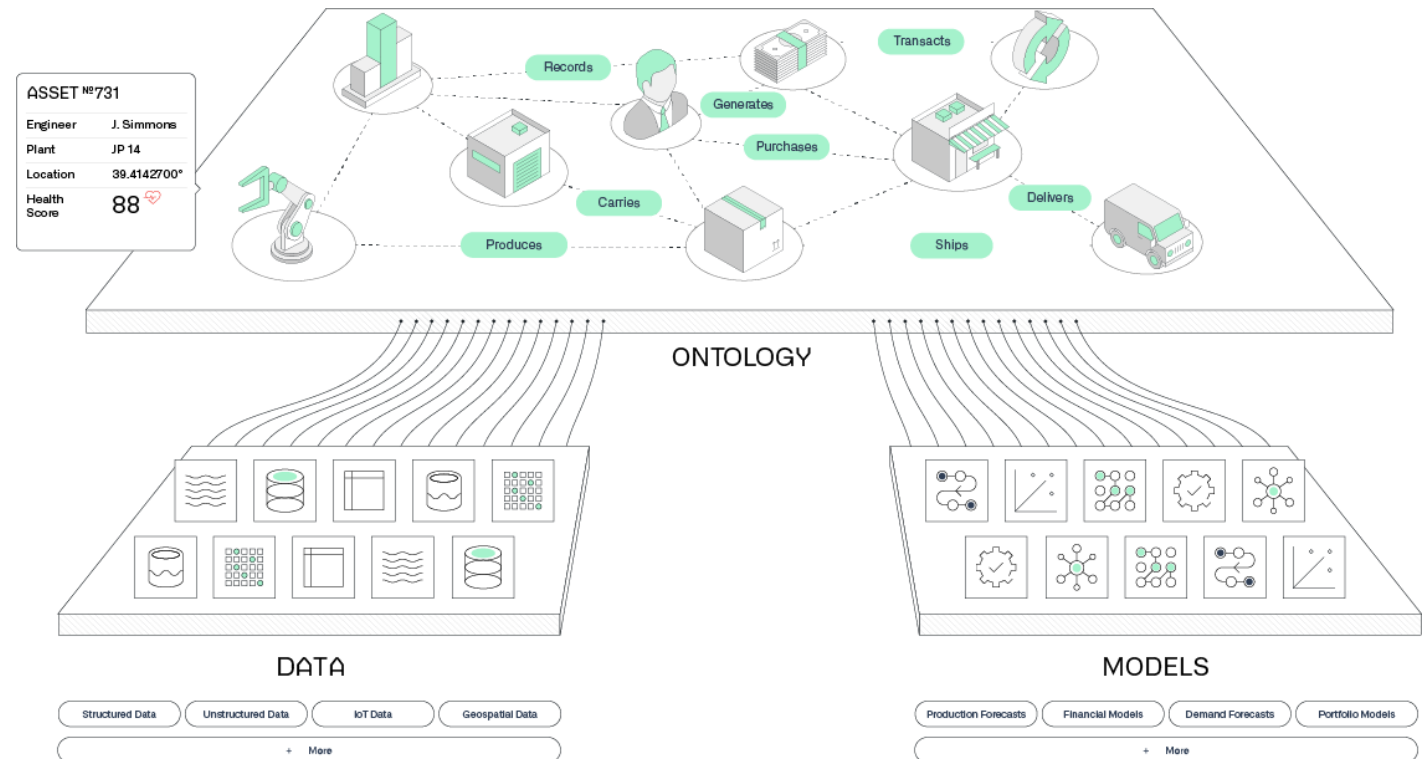 Transacts
Records
ASSET Nº731
Generates
Engineer J. Simmons
Plant JP 14
Purchases
Location 39.4142700°
Health
Score
88
Carries
Delivers
Produces
Ships
ONTOLOGY
DATA
MODELS
Structured Data
Unstructured Data
IoT Data
Geospatial Data
+ More
Production Forecasts
Financial Models
Demand Forecasts
Portfolio Models
+ More